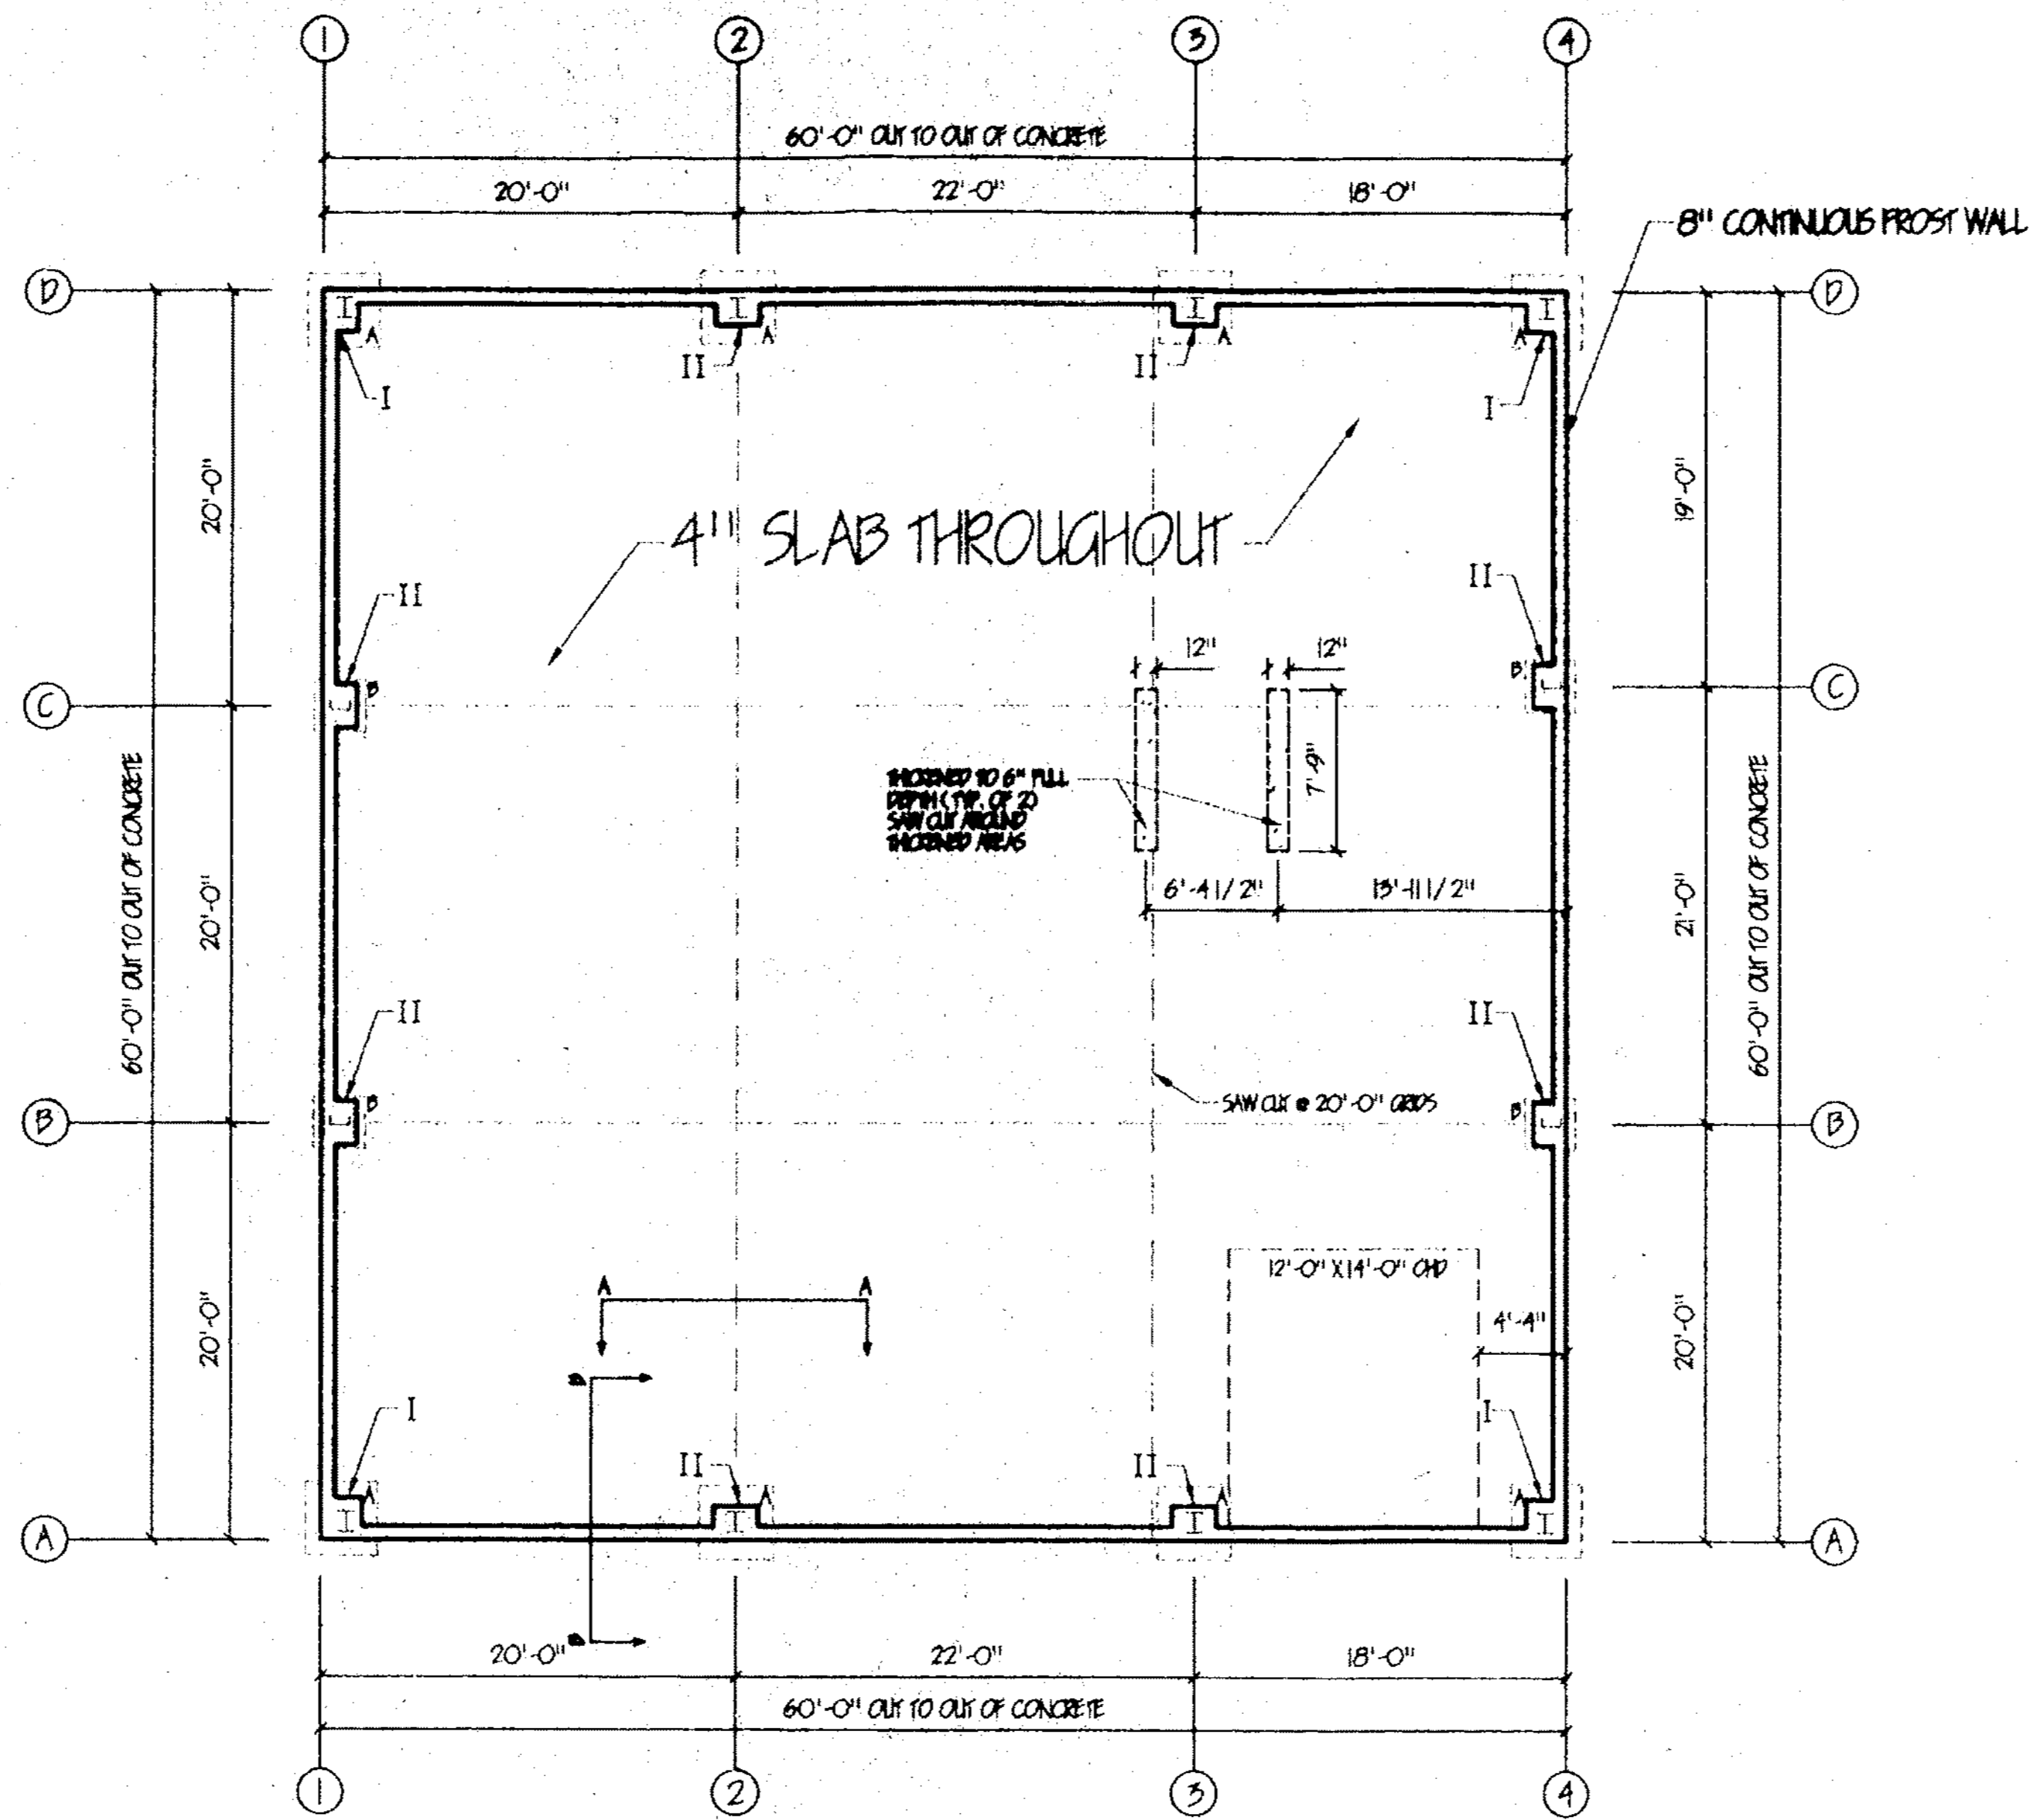 1 2 3 4
60'-0" OUT TO OUT OF CONCRETE
20'-0" 22'-0" 18'-0"
8" CONTINUOUS FROST WALL
D I I I I D
A A A A
II II
I I
20'-0" 19'-0"
4" SLAB THROUGHOUT
II II
12" 12"
B B
C C
7'-9"
THICKENED TO 6" FULL
DEPTH (TYP. OF 2)
SAW CUT AROUND
THICKENED AREAS
60'-0" OUT TO OUT OF CONCRETE
20'-0"
6'-4 1/2" 13'-11 1/2"
21'-0"
60'-0" OUT TO OUT OF CONCRETE
II II
SAW CUT @ 20'-0" GRIDS
B B
B B
12'-0" X 14'-0" OHD
A A
4'-4"
20'-0" 20'-0"
B
I I
II II
A A A A
A I I I I A
B
20'-0" 22'-0" 18'-0"
60'-0" OUT TO OUT OF CONCRETE
1 2 3 4